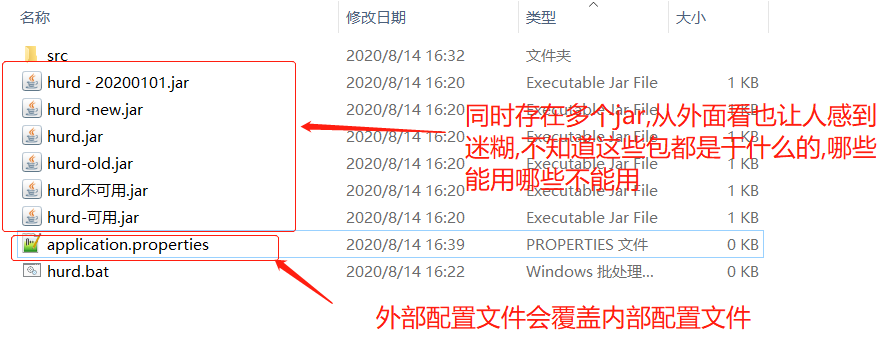 名称 修改日期 类型 大小
src 2020/8/14 16:32 文件夹
hurd - 20200101.jar 2020/8/14 16:20 Executable Jar File 1 KB
hurd -new.jar 2020/8/14 16:20 Executable Jar File 1 KB
hurd.jar 2020/8/14 16:20 Executable Jar File 1 KB
hurd-old.jar 2020/8/14 16:20 Executable Jar File 1 KB
hurd不可用.jar 2020/8/14 16:20 Executable Jar File 1 KB
hurd-可用.jar 2020/8/14 16:20 Executable Jar File 1 KB
application.properties 2020/8/14 16:39 PROPERTIES 文件 0 KB
hurd.bat 2020/8/14 16:22 Windows 批处理... 0 KB
同时存在多个jar,从外面看也让人感到
迷糊,不知道这些包都是干什么的,哪些
能用哪些不能用
外部配置文件会覆盖内部配置文件